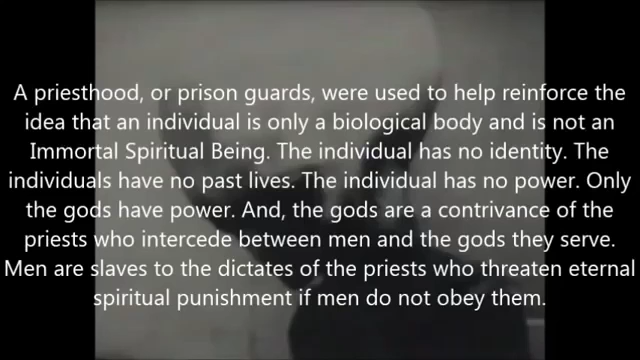 A priesthood, or prison guards, were used to help reinforce the
idea that an individual is only a biological body and is not an
Immortal Spiritual Being. The individual has no identity. The
individuals have no past lives. The individual has no power. Only
the gods have power. And, the gods are a contrivance of the
priests who intercede between men and the gods they serve.
Men are slaves to the dictates of the priests who threaten eternal
spiritual punishment if men do not obey them.